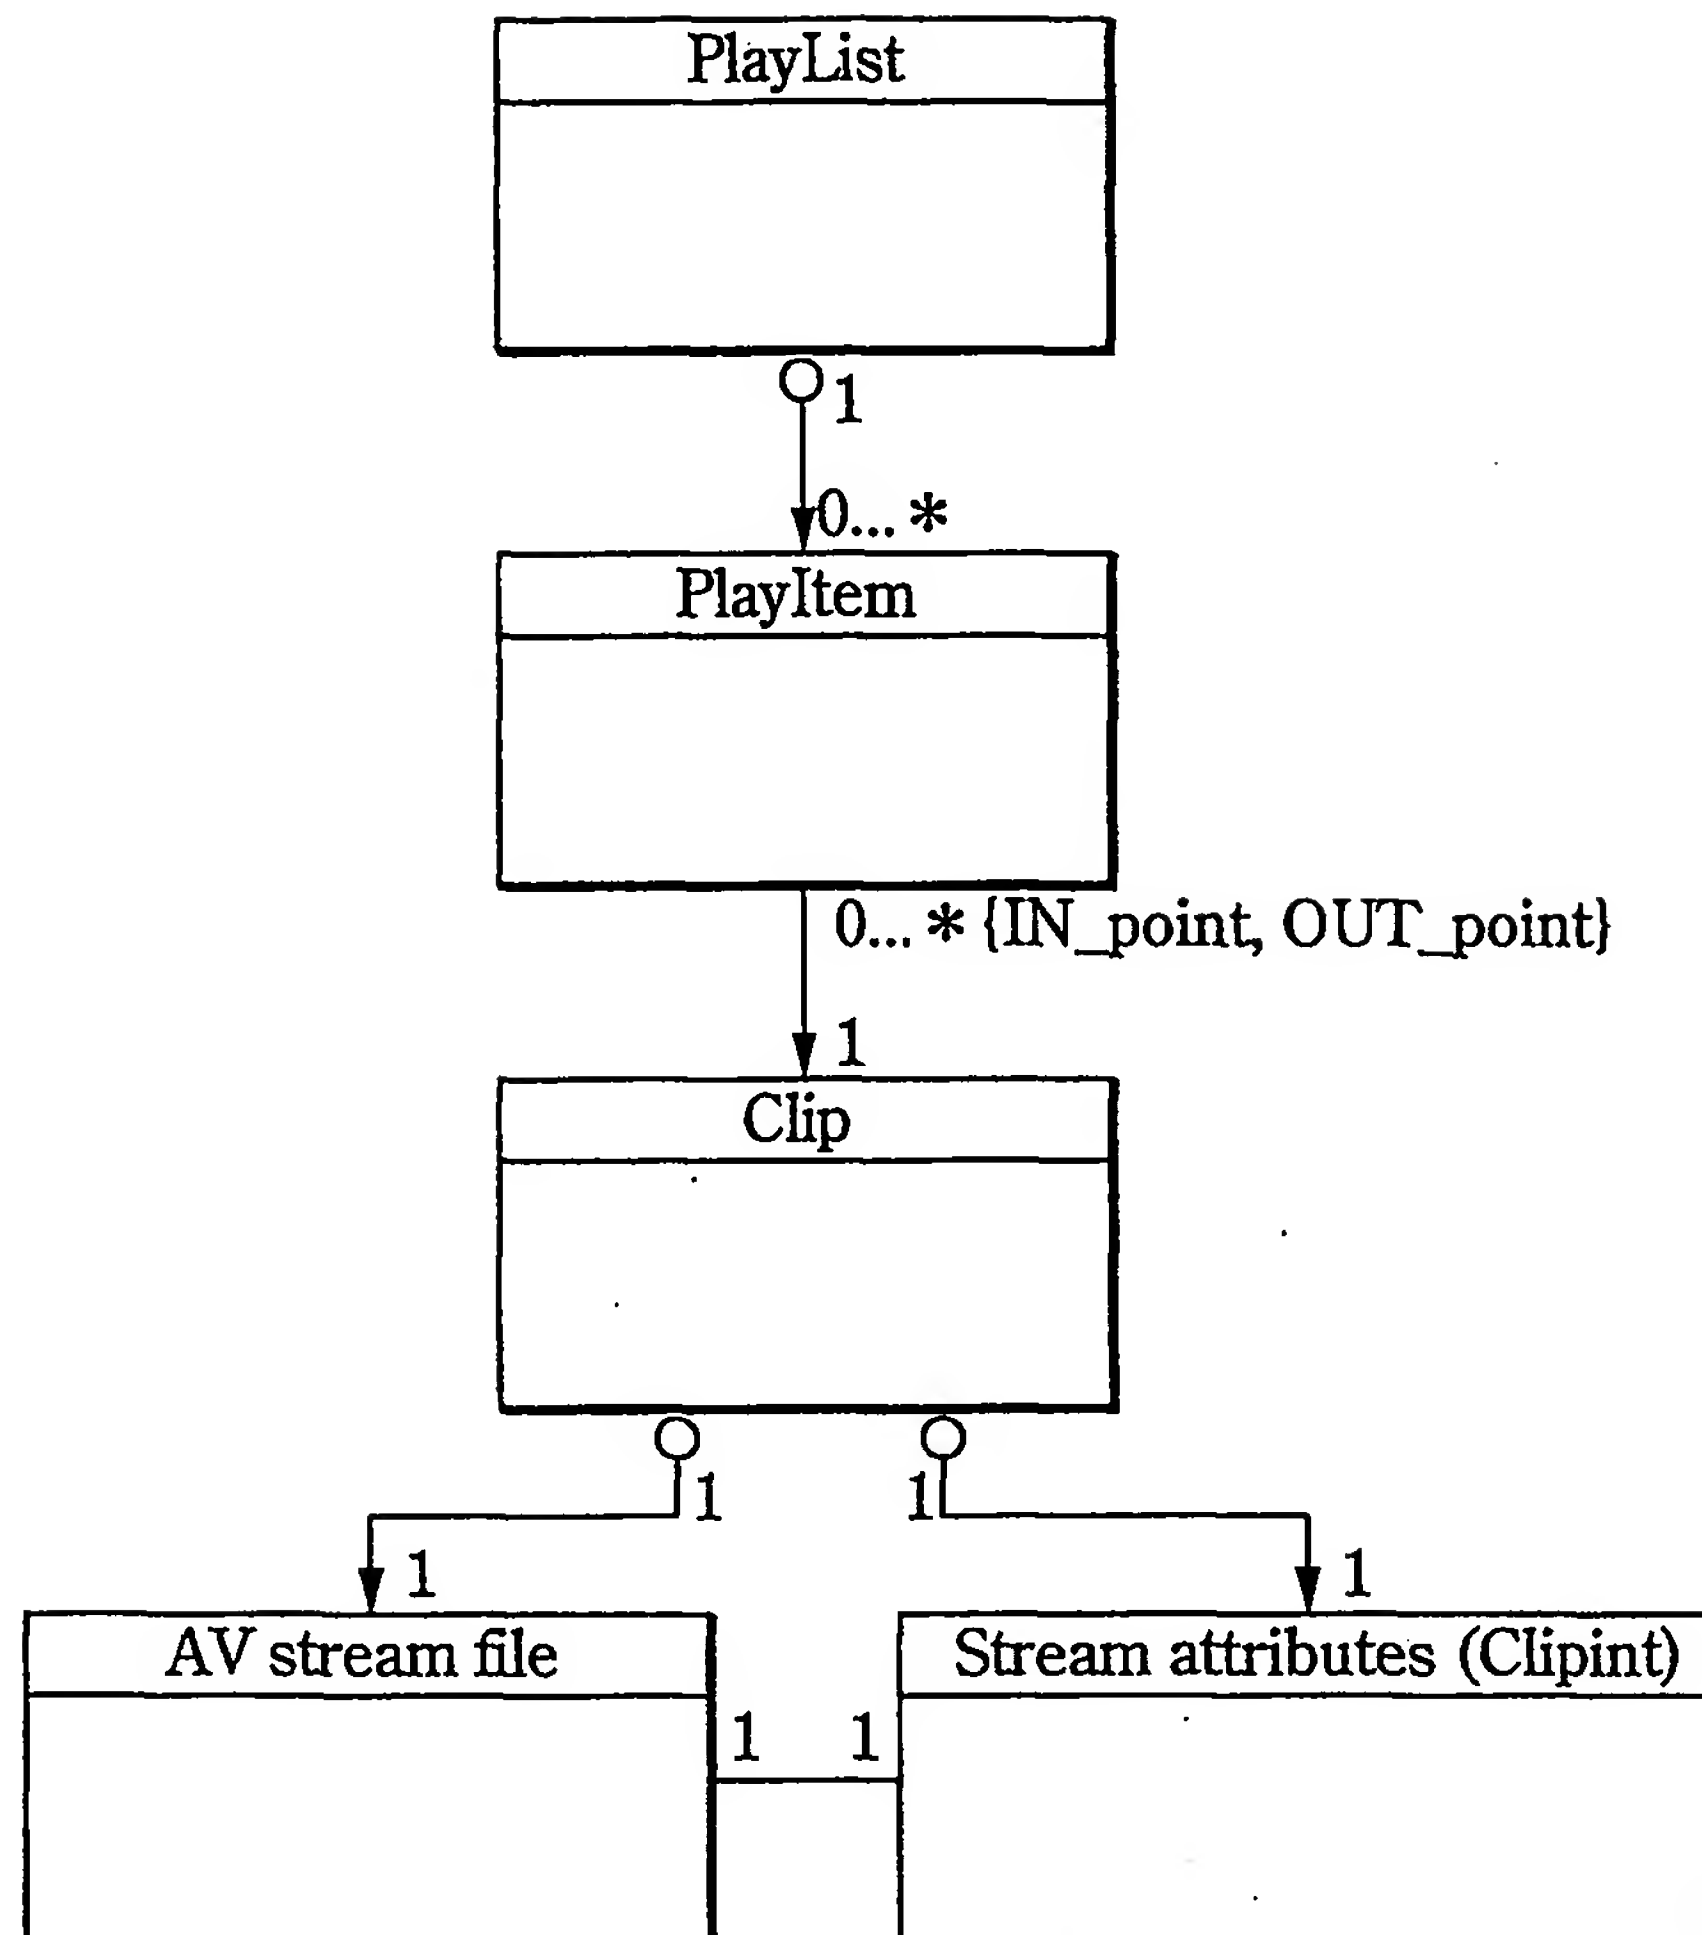 PlayList
1
0... *
PlayItem
0... * {IN_point, OUT_point}
1
Clip
1 1
1 1
AV stream file Stream attributes (Clipint)
1 1